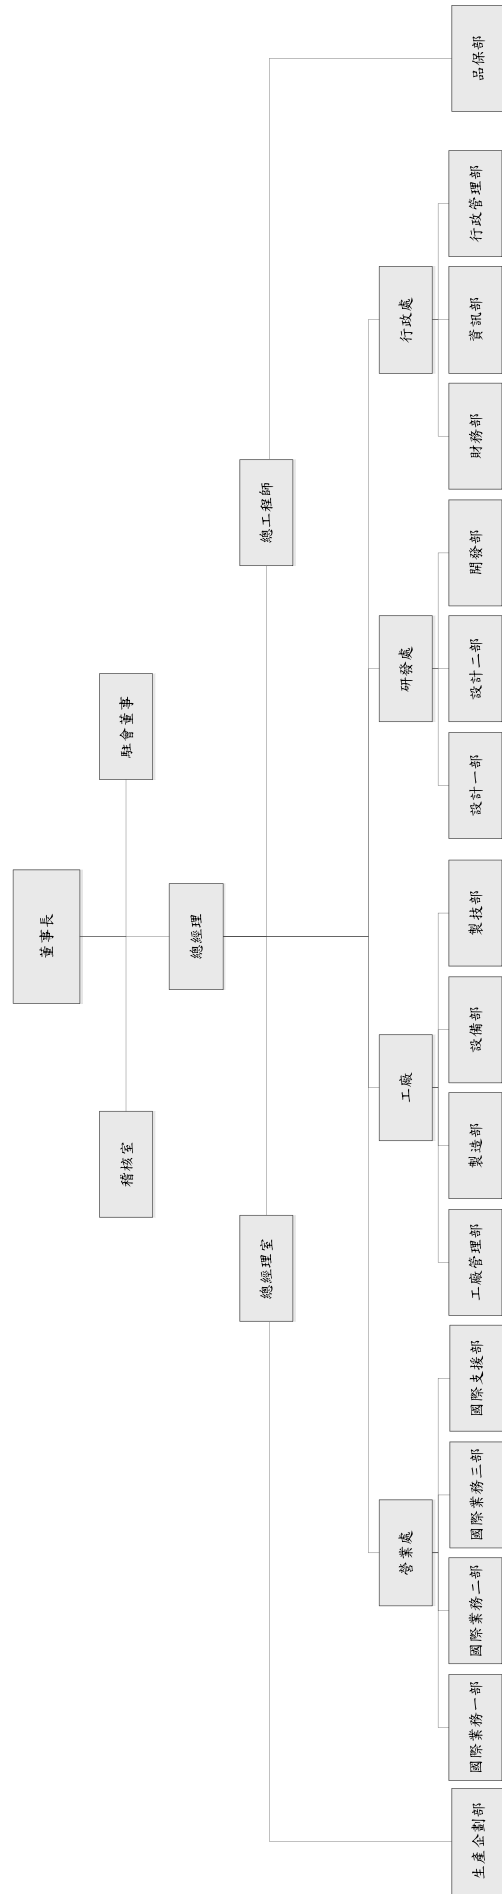 董事長
稽核室
駐會董事
總經理
總經理室
總工程師
營業處
工廠
研發處
行政處
生產企劃部
國際業務一部
國際業務二部
國際業務三部
國際支援部
工廠管理部
製造部
設備部
製技部
設計一部
設計二部
開發部
財務部
資訊部
行政管理部
品保部